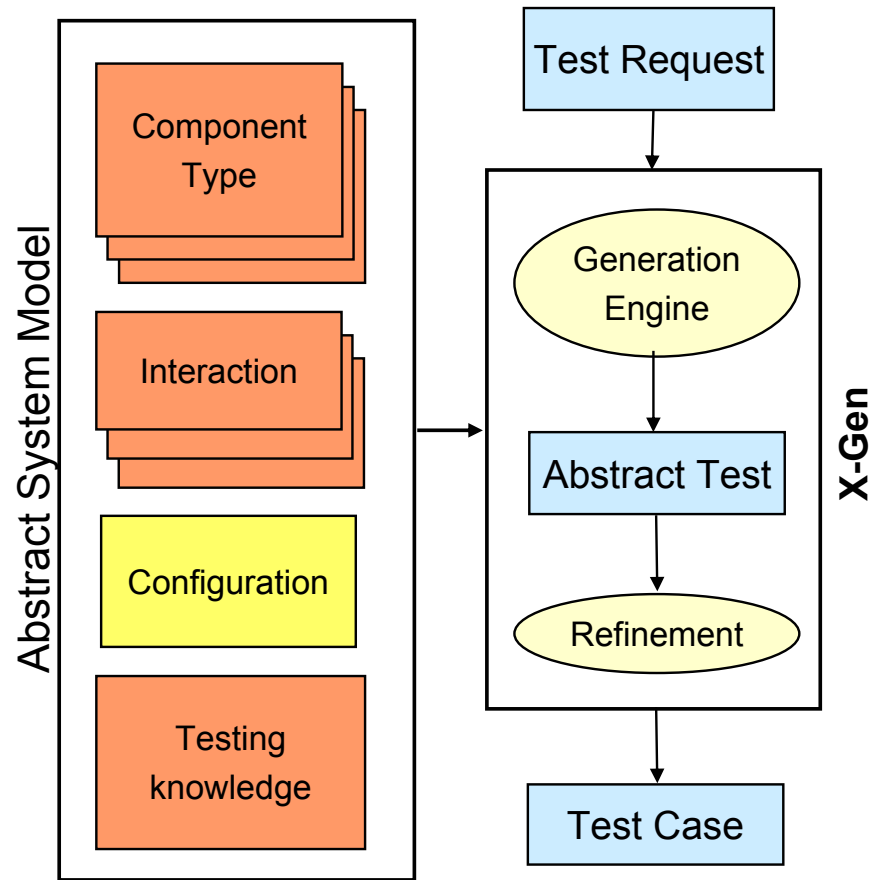 Abstract System Model
Component
Type
Interaction
Configuration
Testing
knowledge
Test Request
Generation
Engine
Abstract Test
Refinement
X-Gen
Test Case